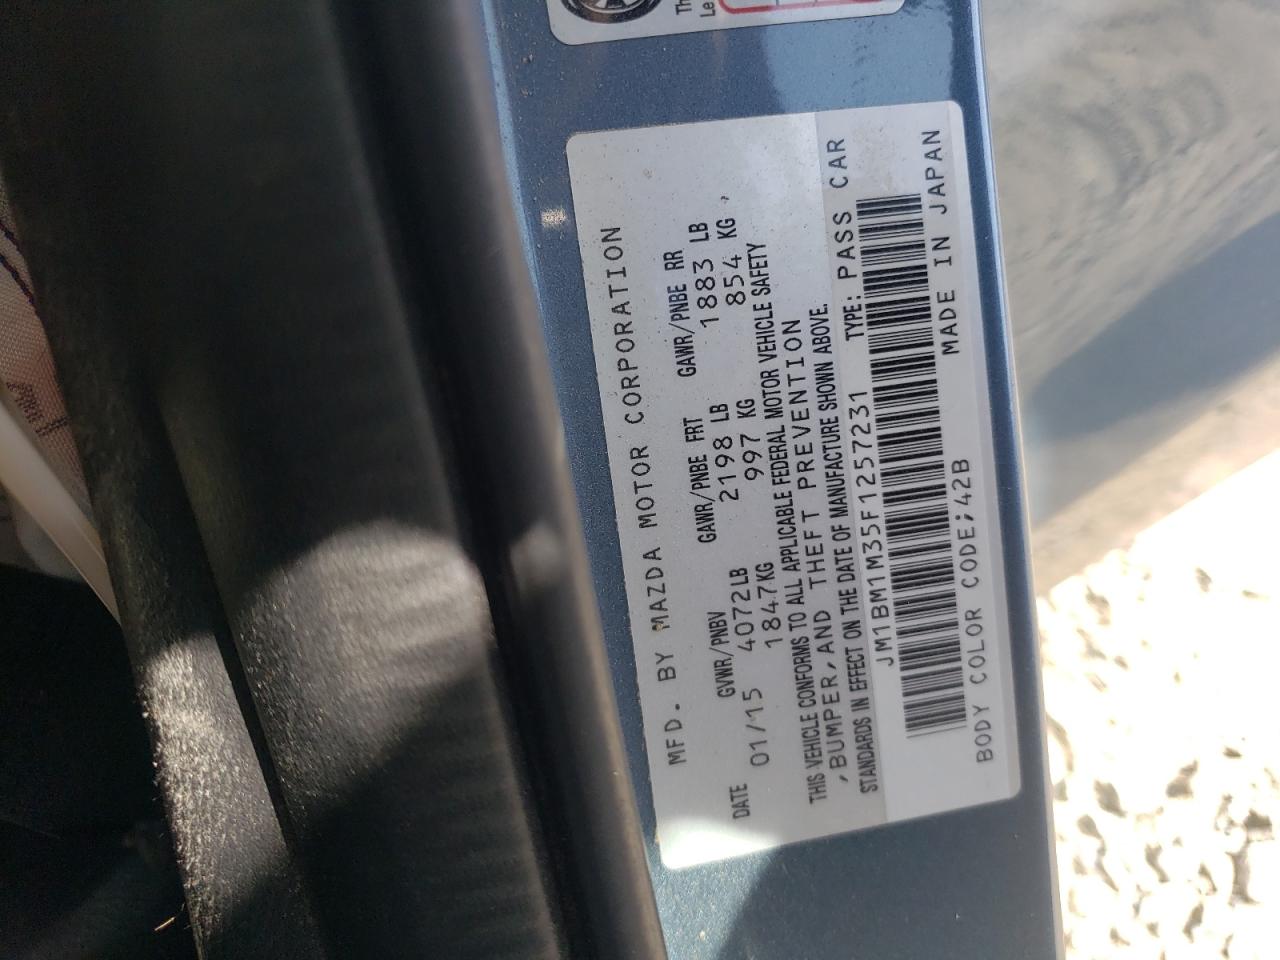 Th
Le
MFD. BY MAZDA MOTOR CORPORATION
DATE GVWR/PNBV GAWR/PNBE FRT GAWR/PNBE RR
01/15 4072LB 2198 LB 1883 LB
1847KG 997 KG 854 KG
THIS VEHICLE CONFORMS TO ALL APPLICABLE FEDERAL MOTOR VEHICLE SAFETY ,
,BUMPER,AND THEFT PREVENTION
STANDARDS IN EFFECT ON THE DATE OF MANUFACTURE SHOWN ABOVE.
JM1BM1M35F1257231 TYPE: PASS CAR
BODY COLOR CODE;42B MADE IN JAPAN